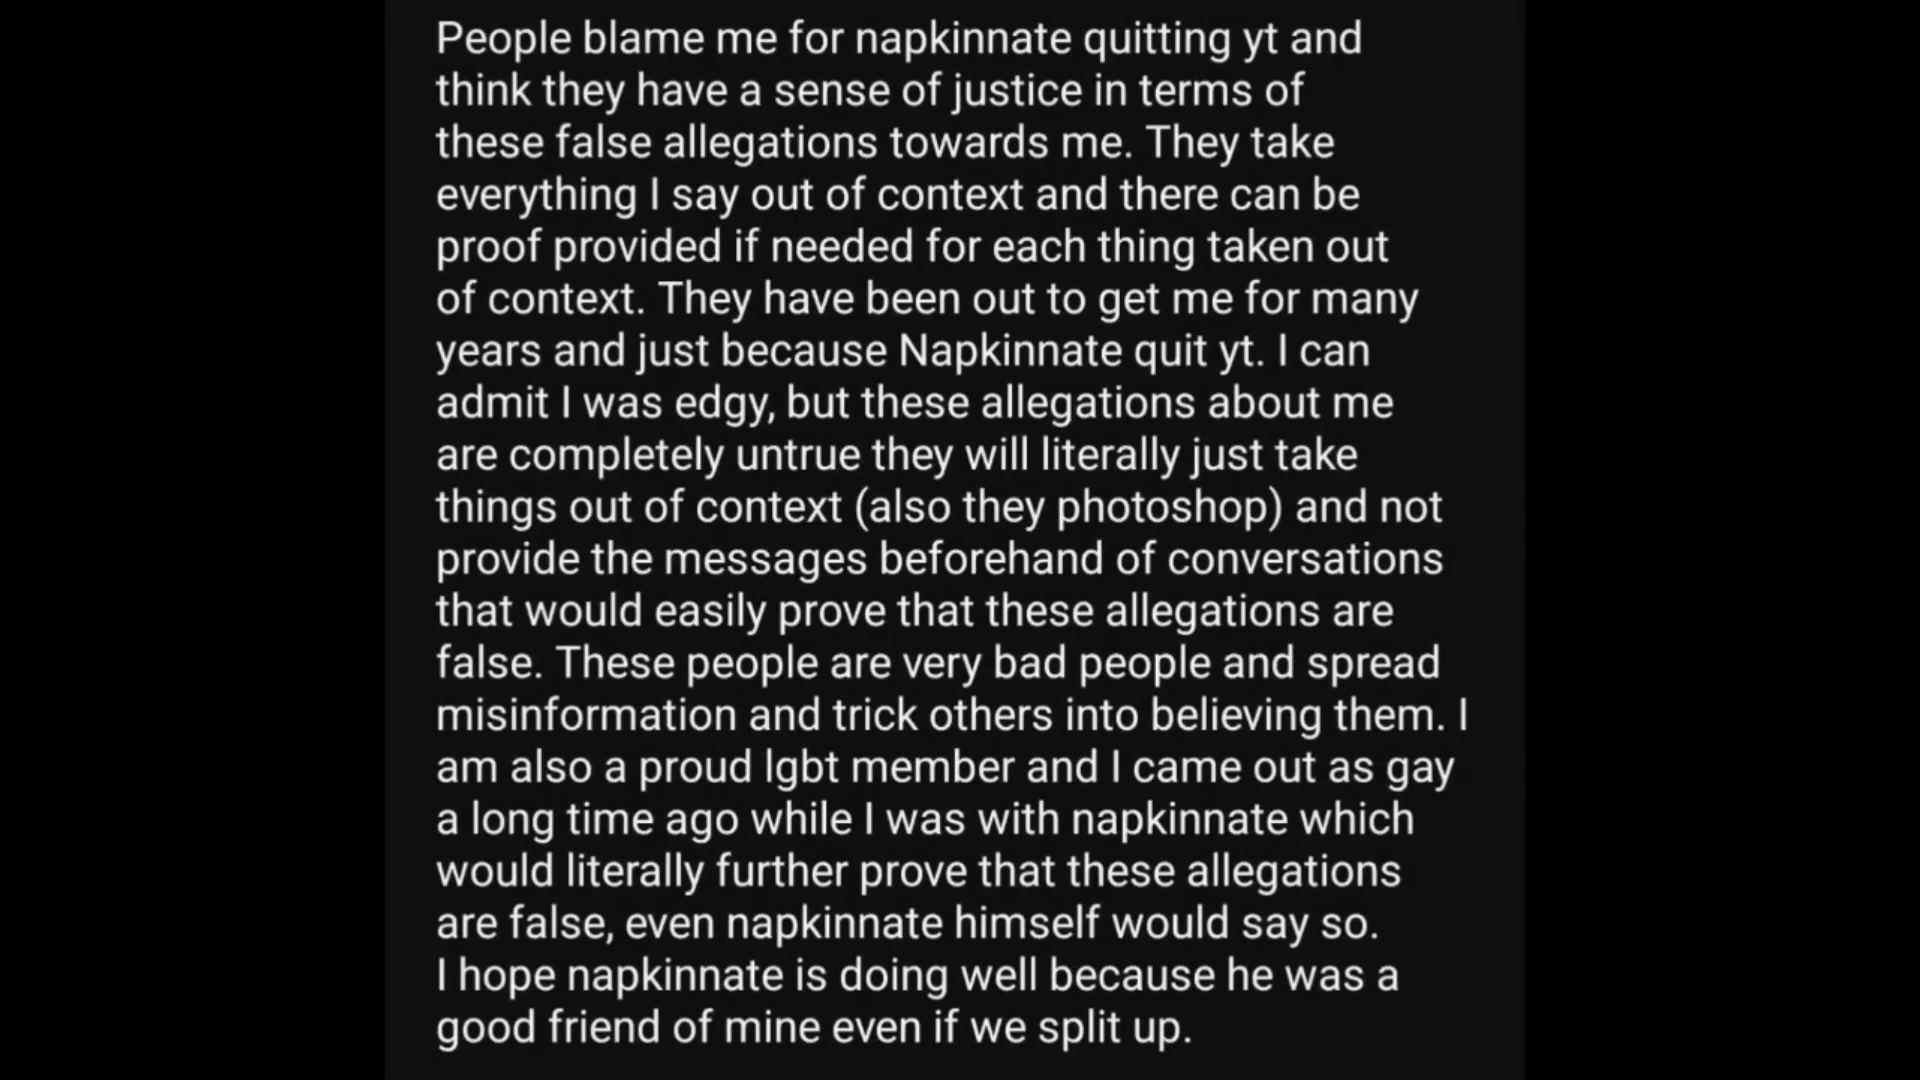 People blame me for napkinnate quitting yt and
think they have a sense of justice in terms of
these false allegations towards me. They take
everything I say out of context and there can be
proof provided if needed for each thing taken out
of context. They have been out to get me for many
years and just because Napkinnate quit yt. I can
admit I was edgy, but these allegations about me
are completely untrue they will literally just take
things out of context (also they photoshop) and not
provide the messages beforehand of conversations
that would easily prove that these allegations are
false. These people are very bad people and spread
misinformation and trick others into believing them. I
am also a proud lgbt member and I came out as gay
a long time ago while I was with napkinnate which
would literally further prove that these allegations
are false, even napkinnate himself would say so.
I hope napkinnate is doing well because he was a
good friend of mine even if we split up.